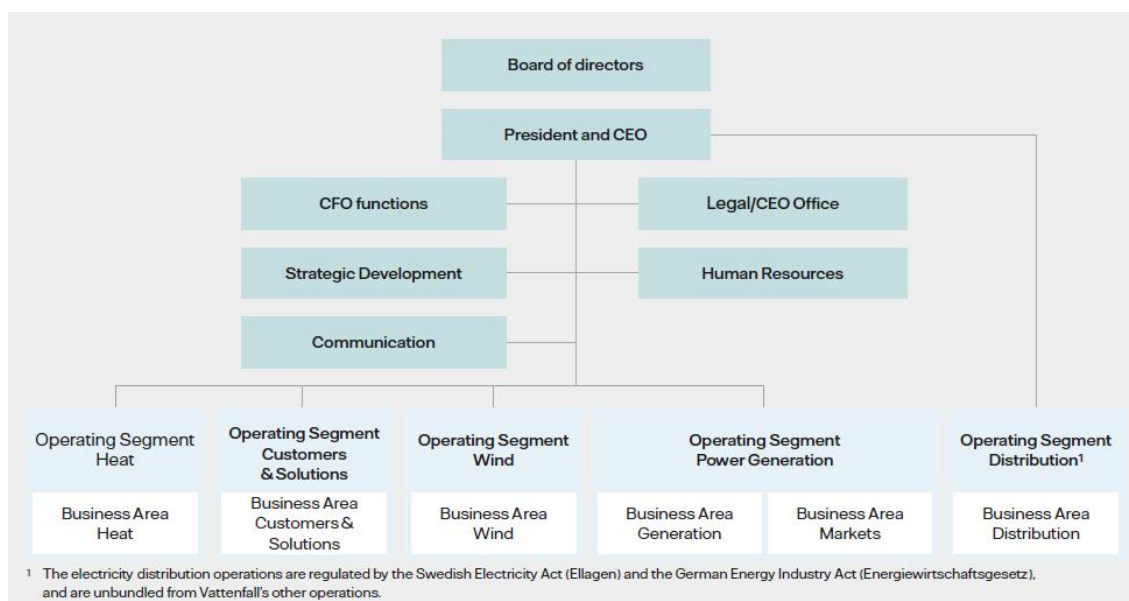 Board of directors
President and CEO
CFO functions
Legal/CEO Office
Strategic Development
Human Resources
Communication
Operating Segment
Heat
Operating Segment
Customers
& Solutions
Operating Segment
Wind
Operating Segment
Power Generation
Operating Segment
Distribution¹
Business Area
Heat
Business Area
Customers &
Solutions
Business Area
Wind
Business Area
Generation
Business Area
Markets
Business Area
Distribution
¹ The electricity distribution operations are regulated by the Swedish Electricity Act (Ellagen) and the German Energy Industry Act (Energiewirtschaftsgesetz),
and are unbundled from Vattenfall's other operations.